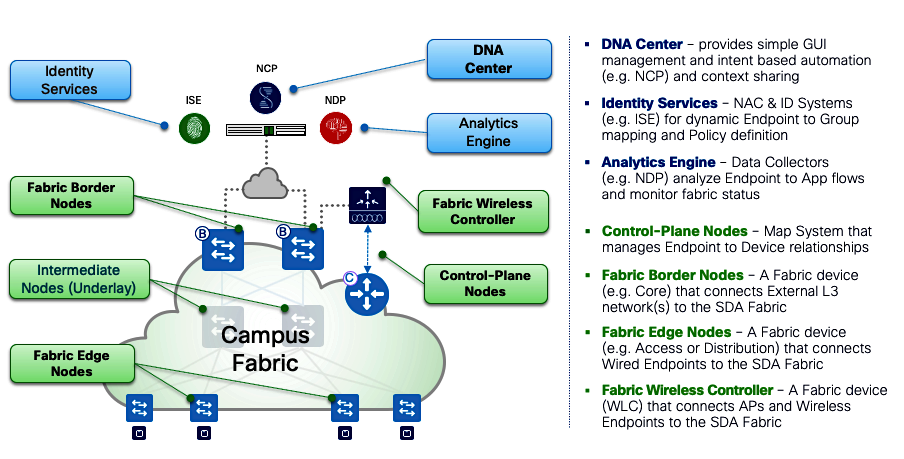 Identity
Services
NCP
DNA
Center
ISE
NDP
Analytics
Engine
Fabric Border
Nodes
Fabric Wireless
Controller
B
B
Intermediate
Nodes (Underlay)
Control-Plane
Nodes
C
Campus
Fabric
Fabric Edge
Nodes
▪ DNA Center – provides simple GUI
management and intent based automation
(e.g. NCP) and context sharing
▪ Identity Services – NAC & ID Systems
(e.g. ISE) for dynamic Endpoint to Group
mapping and Policy definition
▪ Analytics Engine – Data Collectors
(e.g. NDP) analyze Endpoint to App flows
and monitor fabric status
▪ Control-Plane Nodes – Map System that
manages Endpoint to Device relationships
▪ Fabric Border Nodes – A Fabric device
(e.g. Core) that connects External L3
network(s) to the SDA Fabric
▪ Fabric Edge Nodes – A Fabric device
(e.g. Access or Distribution) that connects
Wired Endpoints to the SDA Fabric
▪ Fabric Wireless Controller – A Fabric device
(WLC) that connects APs and Wireless
Endpoints to the SDA Fabric